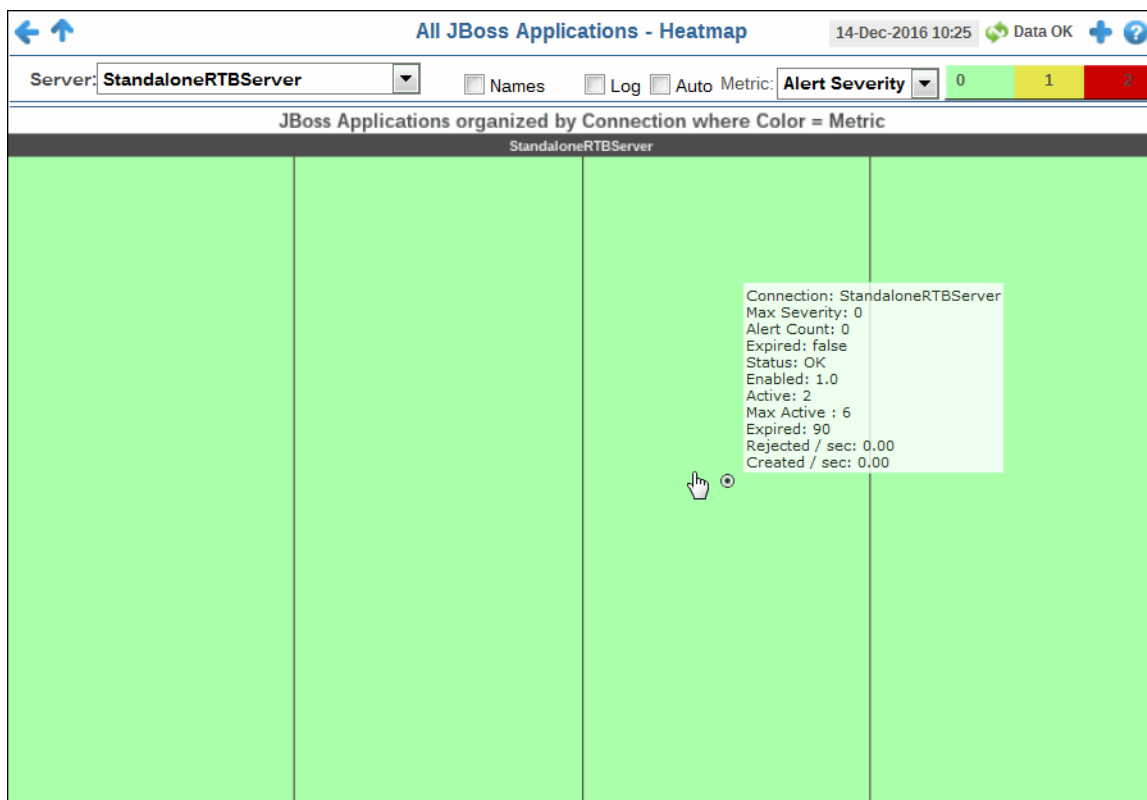 All JBoss Applications - Heatmap 14-Dec-2016 10:25 Data OK ?
Server: StandaloneRTBServer Names Log Auto Metric: Alert Severity 0 1 2
JBoss Applications organized by Connection where Color = Metric
StandaloneRTBServer
Connection: StandaloneRTBServer
Max Severity: 0
Alert Count: 0
Expired: false
Status: OK
Enabled: 1.0
Active: 2
Max Active : 6
Expired: 90
Rejected / sec: 0.00
Created / sec: 0.00